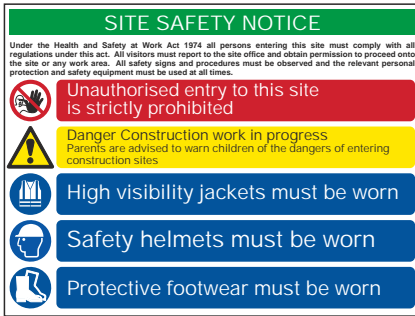 SITE SAFETY NOTICE
Under the Health and Safety at Work Act 1974 all persons entering this site must comply with all
regulations under this act. All visitors must report to the site office and obtain permission to proceed onto
the site or any work area. All safety signs and procedures must be observed and the relevant personal
protection and safety equipment must be used at all times.
Unauthorised entry to this site
is strictly prohibited
Danger Construction work in progress
Parents are advised to warn children of the dangers of entering
construction sites
High visibility jackets must be worn
Safety helmets must be worn
Protective footwear must be worn